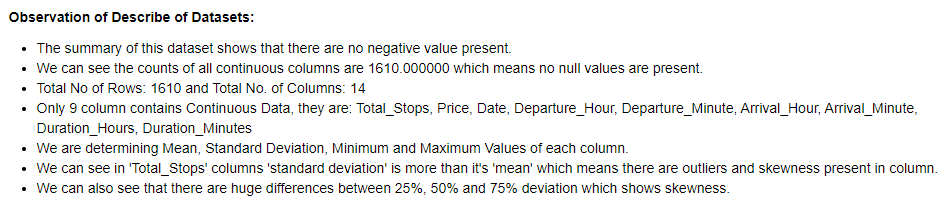 Observation of Describe of Datasets:
• The summary of this dataset shows that there are no negative value present.
• We can see the counts of all continuous columns are 1610.000000 which means no null values are present.
• Total No of Rows: 1610 and Total No. of Columns: 14
• Only 9 column contains Continuous Data, they are: Total_Stops, Price, Date, Departure_Hour, Departure_Minute, Arrival_Hour, Arrival_Minute,
Duration_Hours, Duration_Minutes
• We are determining Mean, Standard Deviation, Minimum and Maximum Values of each column.
• We can see in 'Total_Stops' columns 'standard deviation' is more than it's 'mean' which means there are outliers and skewness present in column.
• We can also see that there are huge differences between 25%, 50% and 75% deviation which shows skewness.